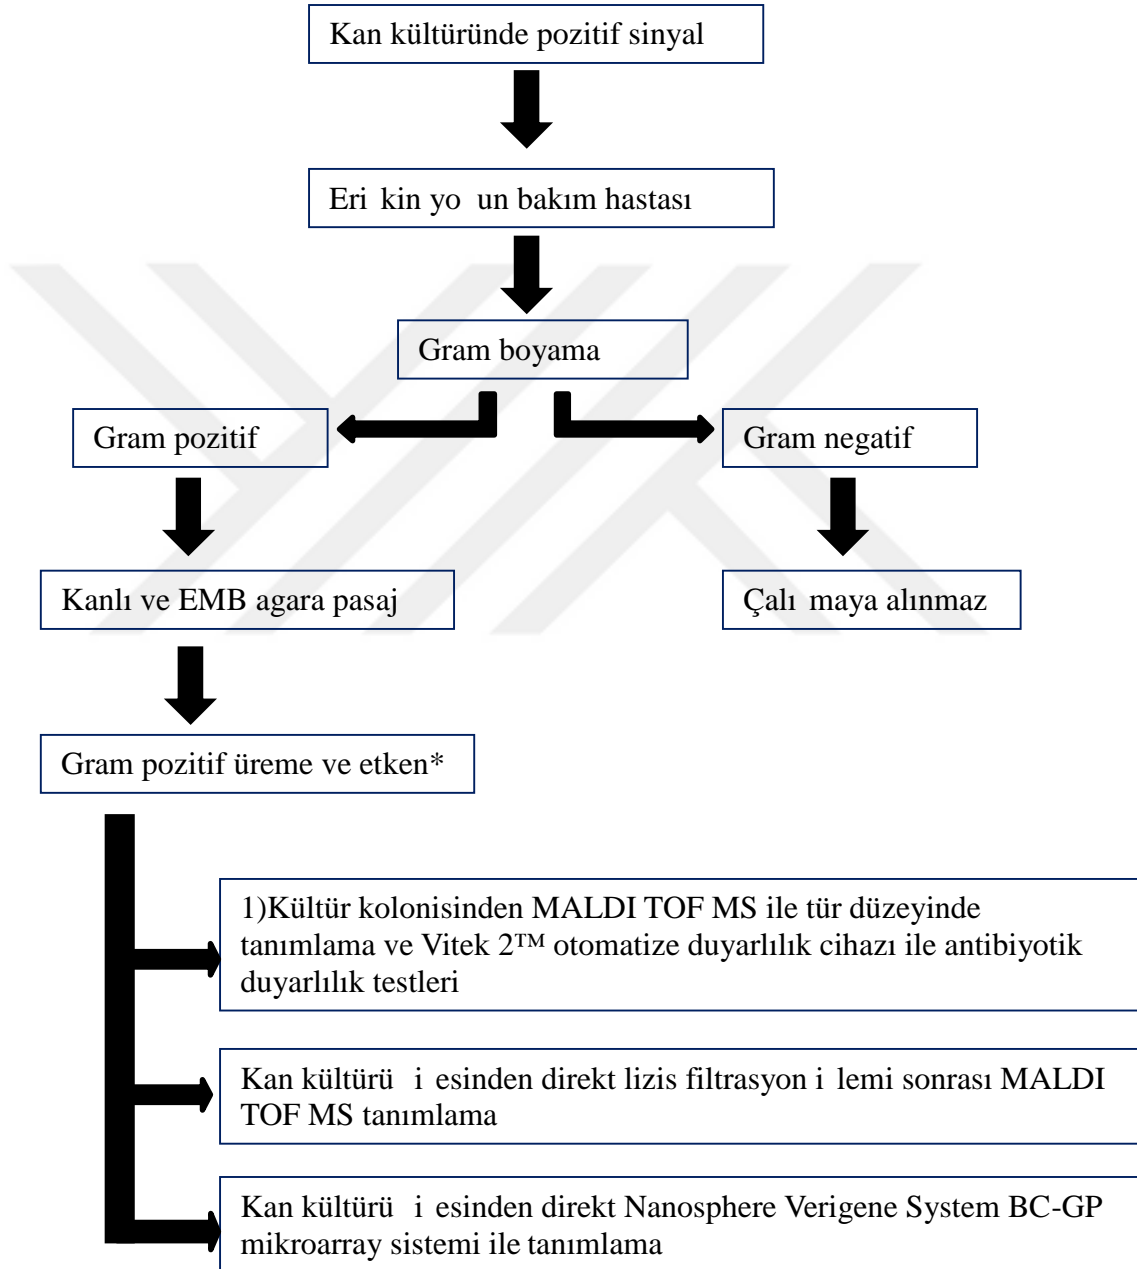 Kan kültüründe pozitif sinyal
Eri kin yo un bakım hastası
Gram boyama
Gram pozitif
Gram negatif
Kanlı ve EMB agara pasaj
Çalı maya alınmaz
Gram pozitif üreme ve etken*
1)Kültür kolonisinden MALDI TOF MS ile tür düzeyinde
tanımlama ve Vitek 2™ otomatize duyarlılık cihazı ile antibiyotik
duyarlılık testleri
Kan kültürü i esinden direkt lizis filtrasyon i lemi sonrası MALDI
TOF MS tanımlama
Kan kültürü i esinden direkt Nanosphere Verigene System BC-GP
mikroarray sistemi ile tanımlama